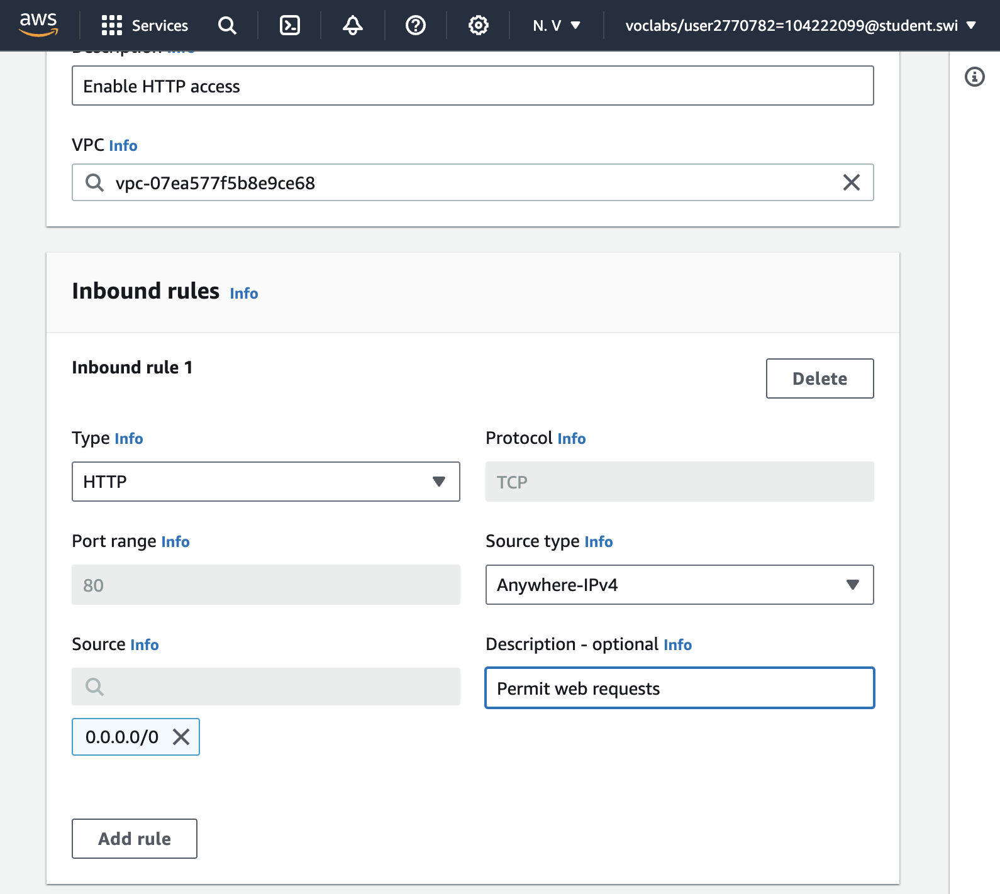 aws Services N. V voclabs/user2770782=104222099@student.swi
Description Info
Enable HTTP access
VPC Info
vpc-07ea577f5b8e9ce68
Inbound rules Info
Inbound rule 1
Delete
Type Info
Protocol Info
HTTP
TCP
Port range Info
Source type Info
80
Anywhere-IPv4
Source Info
Description - optional Info
Permit web requests
0.0.0.0/0
Add rule